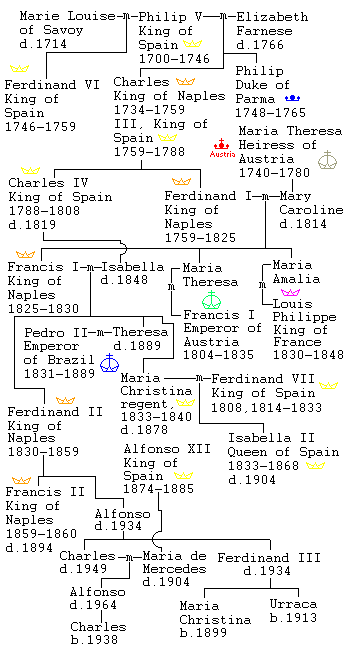 Marie Louise
of Savoy
d.1714
m
Philip V
King of
Spain
1700-1746
m
Elizabeth
Farnese
d.1766
Ferdinand VI
King of
Spain
1746-1759
Charles
King of Naples
1734-1759
III, King of
Spain
1759-1788
Philip
Duke of
Parma
1748-1765
Austria
Maria Theresa
Heiress of
Austria
1740-1780
Charles IV
King of Spain
1788-1808
d.1819
Ferdinand I
King of
Naples
1759-1825
m
Mary
Caroline
d.1814
Francis I
King of
Naples
1825-1830
m
Isabella
d.1848
Maria
Theresa
m
Francis I
Emperor of
Austria
1804-1835
Maria
Amalia
m
Louis
Philippe
King of
France
1830-1848
Pedro II
Emperor
of Brazil
1831-1889
m
Theresa
d.1889
Maria
Christina
regent,
1833-1840
d.1878
m
Ferdinand VII
King of Spain
1808,1814-1833
Ferdinand II
King of
Naples
1830-1859
Isabella II
Queen of Spain
1833-1868
d.1904
Alfonso XII
King of
Spain
1874-1885
Francis II
King of
Naples
1859-1860
d.1894
Alfonso
d.1934
Charles
d.1949
m
Maria de
Mercedes
d.1904
Ferdinand III
d.1934
Alfonso
d.1964
Maria
Christina
b.1899
Urraca
b.1913
Charles
b.1938